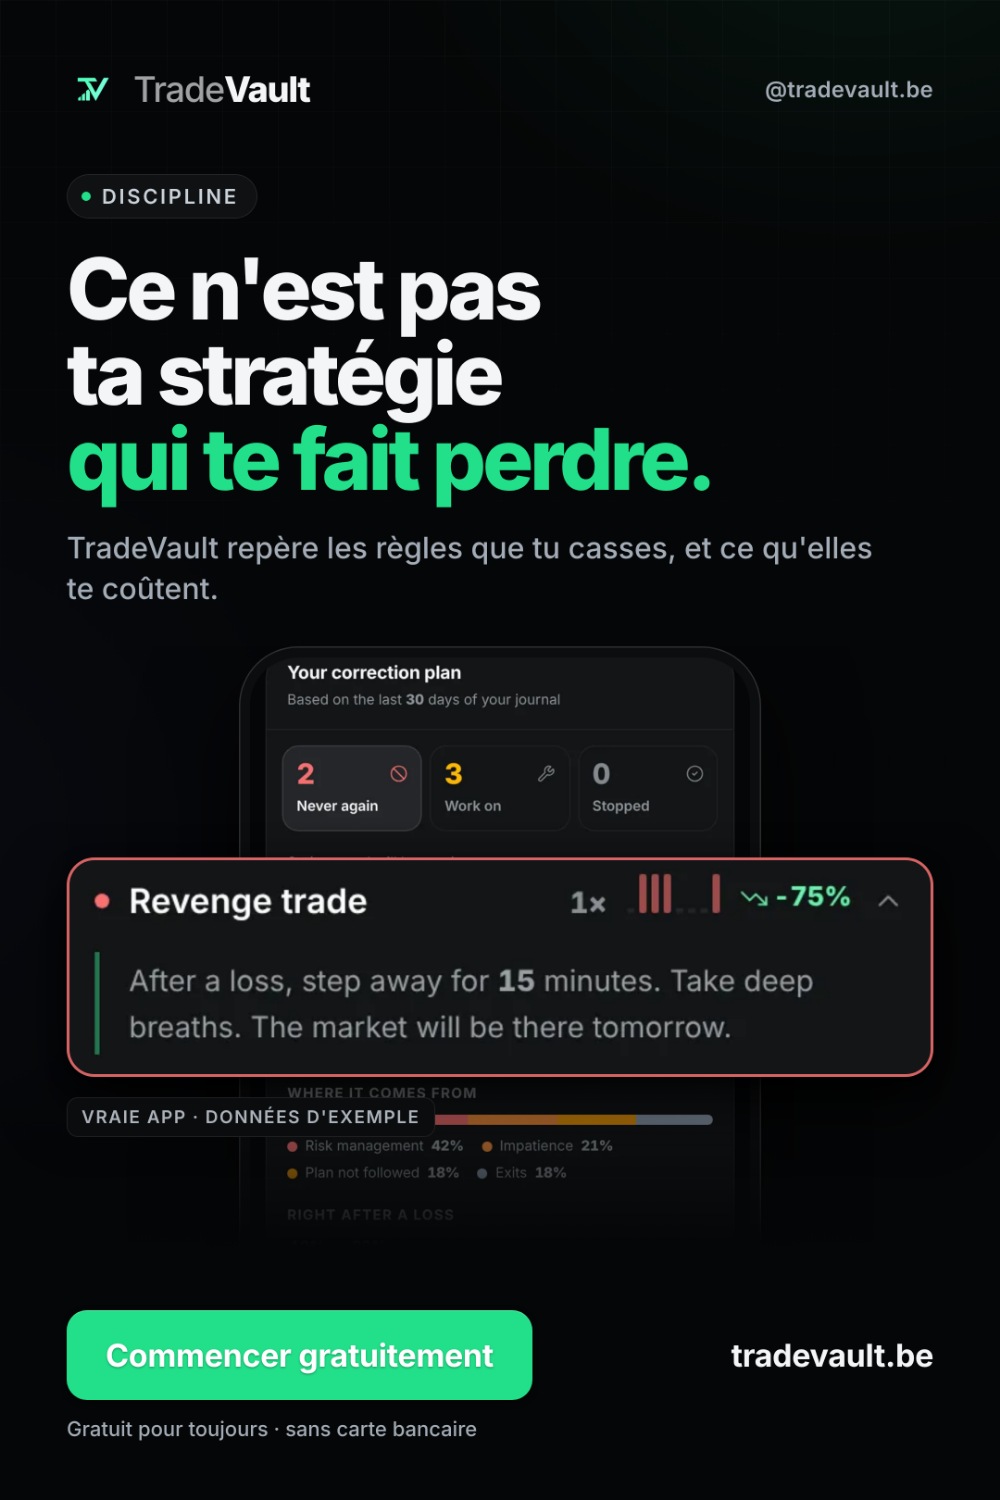 TradeVault
@tradevault.be
DISCIPLINE
Ce n'est pas
ta stratégie
qui te fait perdre.
TradeVault repère les règles que tu casses, et ce qu'elles
te coûtent.
Your correction plan
Based on the last 30 days of your journal
2
Never again
3
Work on
0
Stopped
Revenge trade
1x
-75%
After a loss, step away for 15 minutes. Take deep
breaths. The market will be there tomorrow.
WHERE IT COMES FROM
VRAIE APP · DONNÉES D'EXEMPLE
Risk management 42% Impatience 21%
Plan not followed 18% Exits 18%
RIGHT AFTER A LOSS
Commencer gratuitement
tradevault.be
Gratuit pour toujours · sans carte bancaire